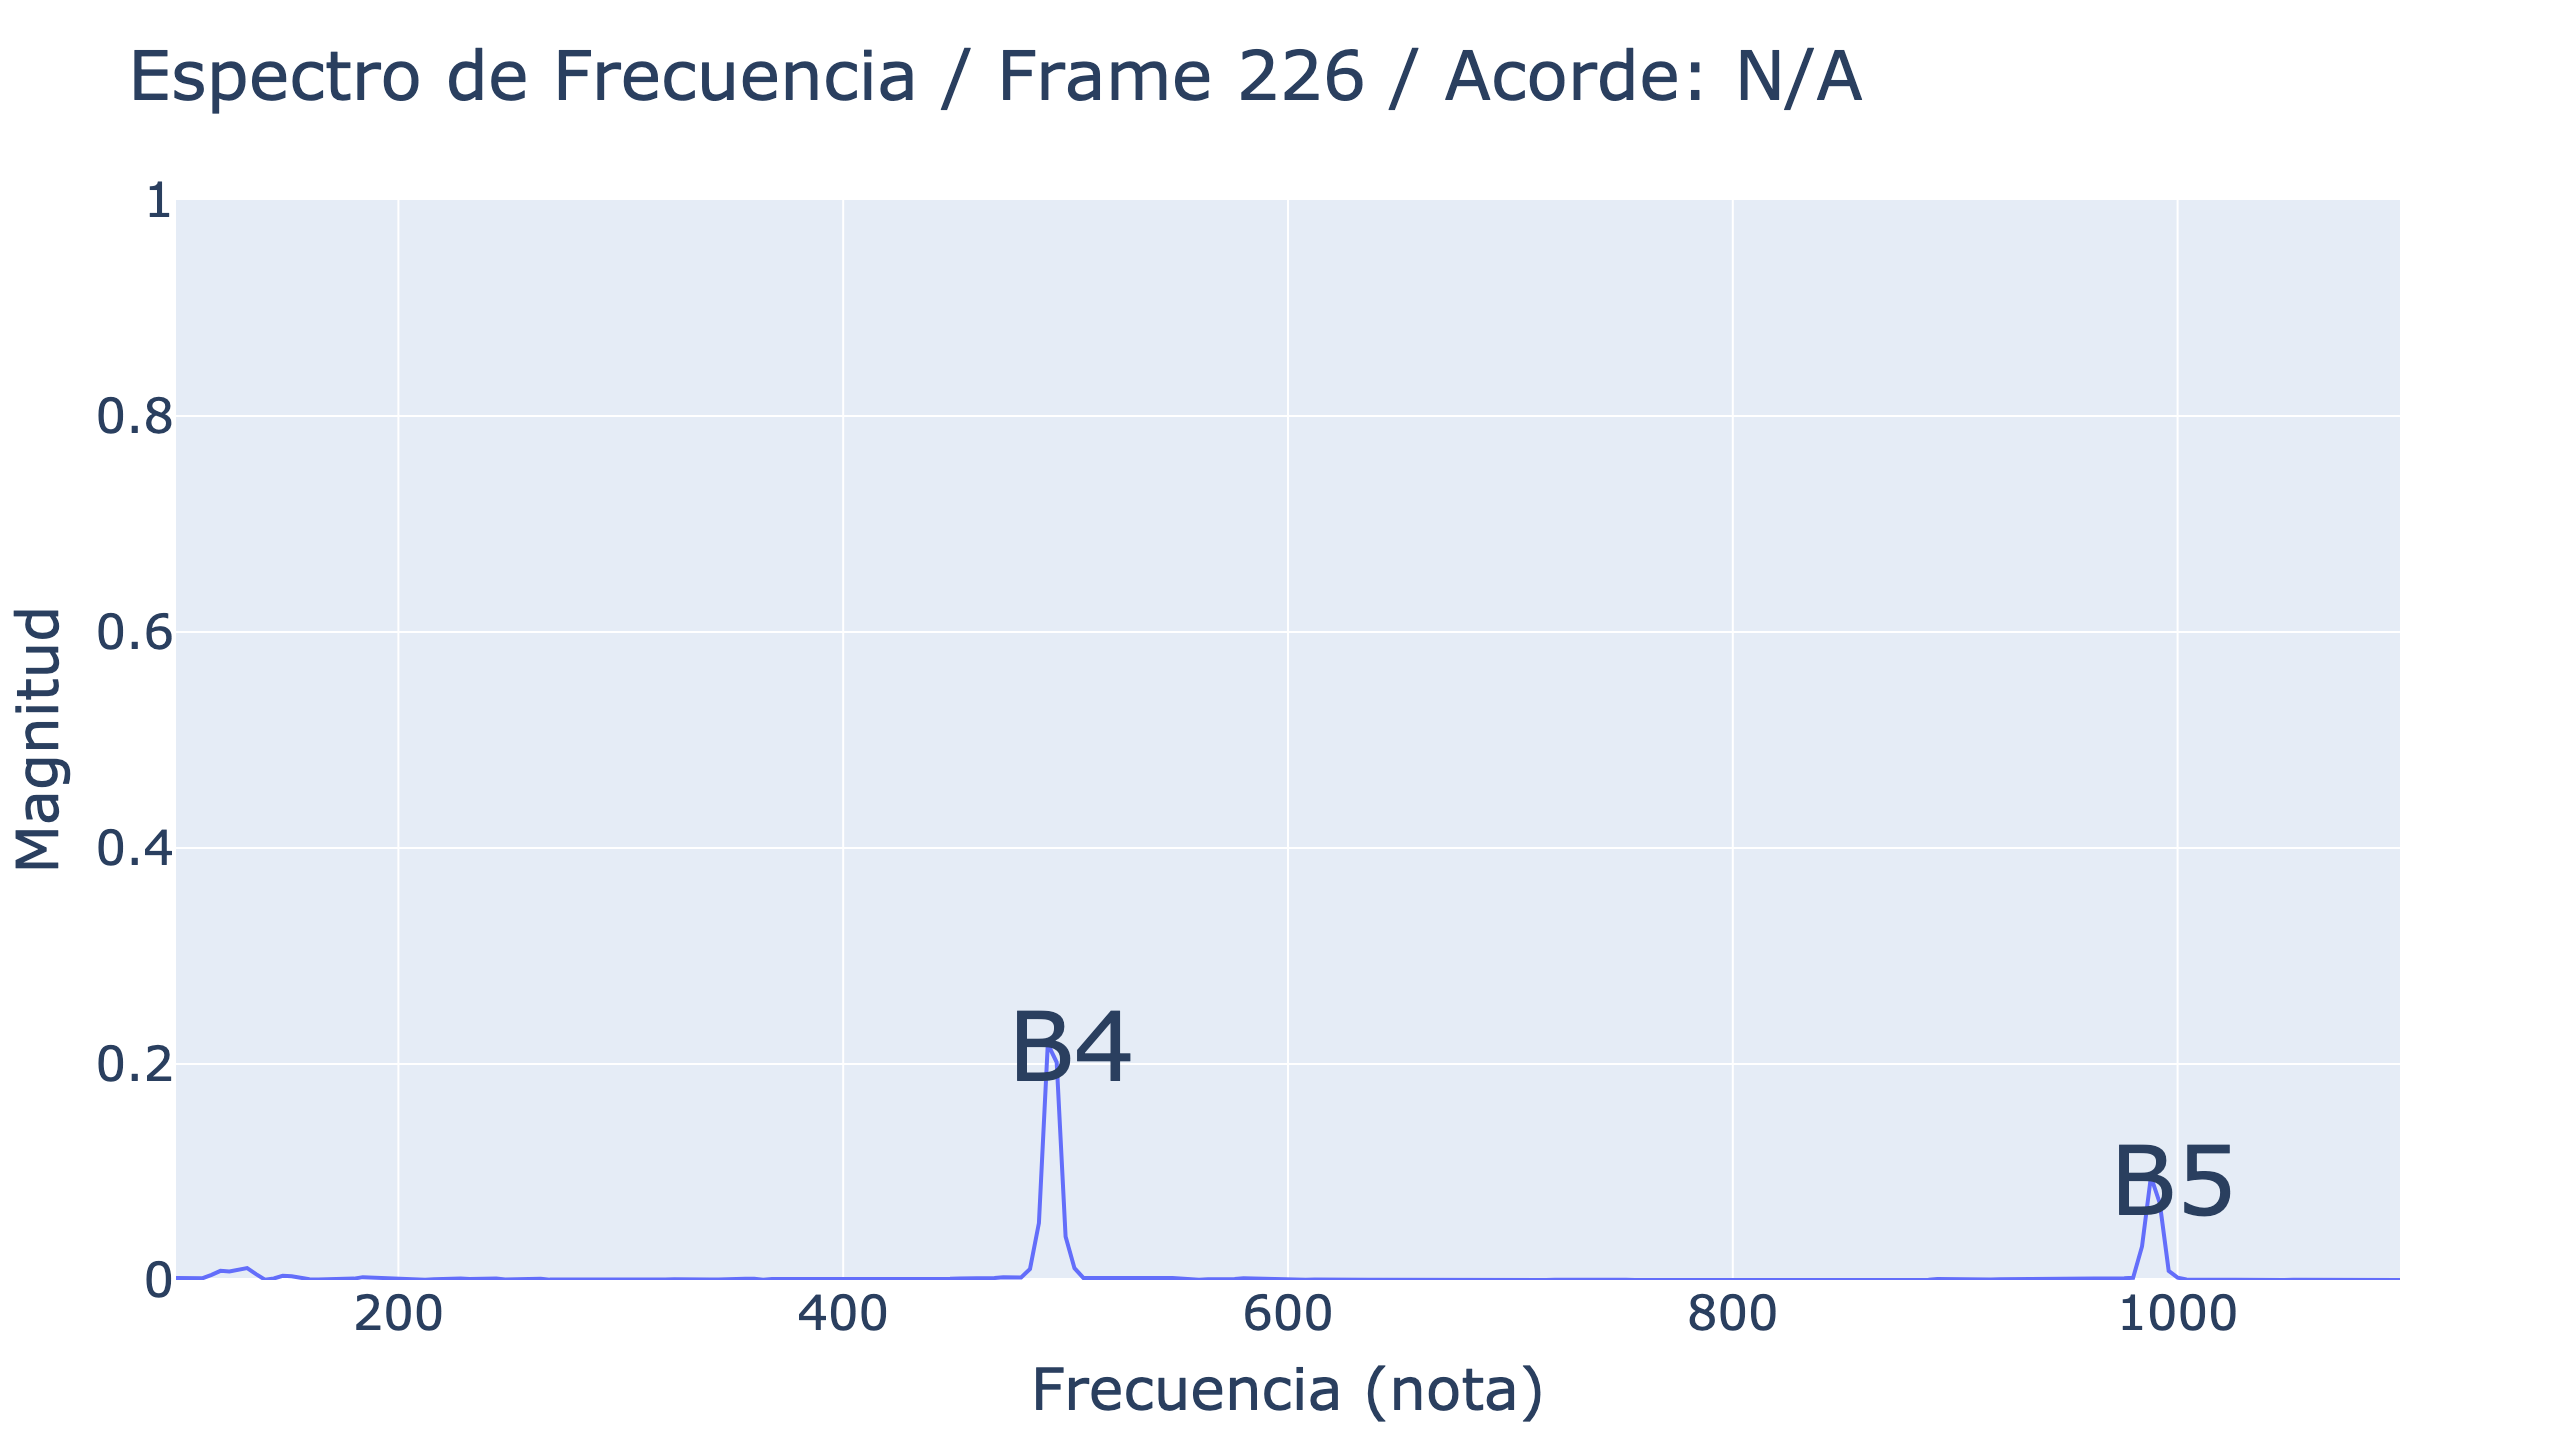 Espectro de Frecuencia / Frame 226 / Acorde: N/A
1
0.8
0.6
0.4
0.2
0
Magnitud
B4
B5
200 400 600 800 1000
Frecuencia (nota)